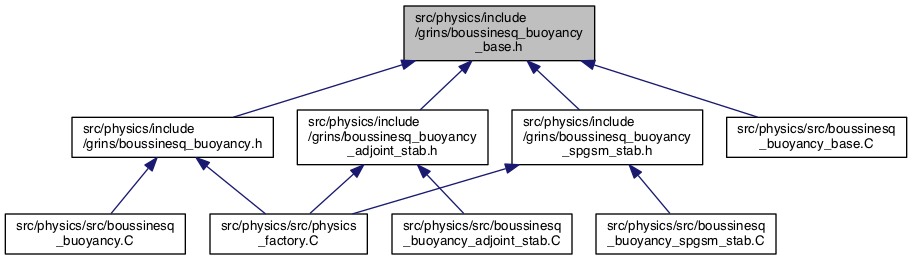 src/physics/include
/grins/boussinesq_buoyancy
_base.h
src/physics/include
/grins/boussinesq_buoyancy.h
src/physics/include
/grins/boussinesq_buoyancy
_adjoint_stab.h
src/physics/include
/grins/boussinesq_buoyancy
_spgsm_stab.h
src/physics/src/boussinesq
_buoyancy_base.C
src/physics/src/boussinesq
_buoyancy.C
src/physics/src/physics
_factory.C
src/physics/src/boussinesq
_buoyancy_adjoint_stab.C
src/physics/src/boussinesq
_buoyancy_spgsm_stab.C